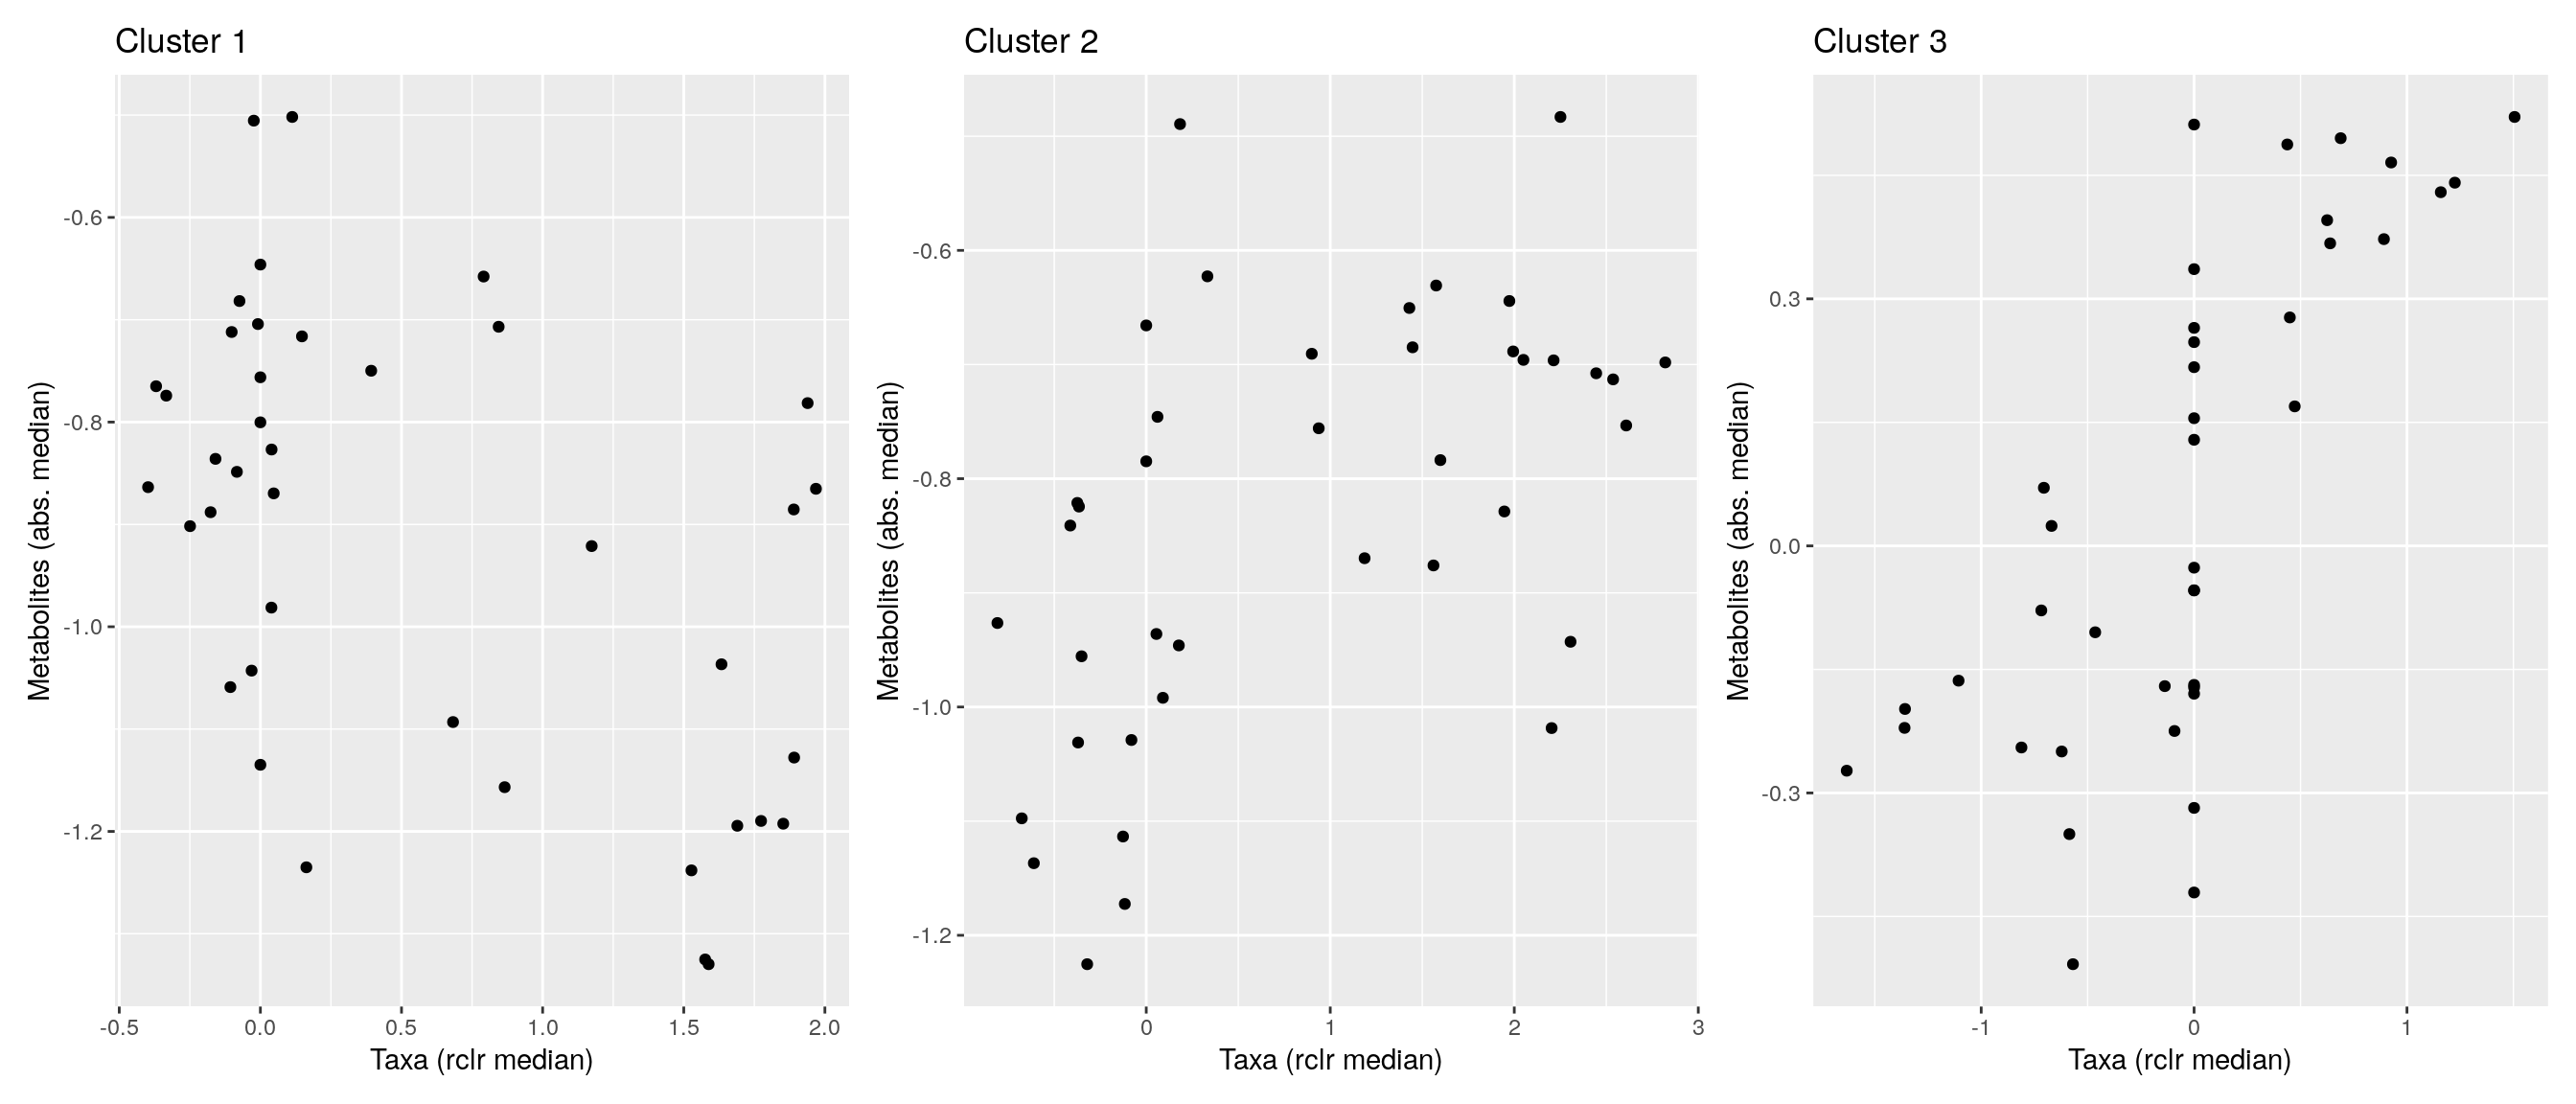 Cluster 1
Metabolites (abs. median)
-0.6
-0.8
-1.0
-1.2
-0.5 0.0 0.5 1.0 1.5 2.0
Taxa (rclr median)
Cluster 2
Metabolites (abs. median)
-0.6
-0.8
-1.0
-1.2
0 1 2 3
Taxa (rclr median)
Cluster 3
Metabolites (abs. median)
0.3
0.0
-0.3
-1 0 1
Taxa (rclr median)